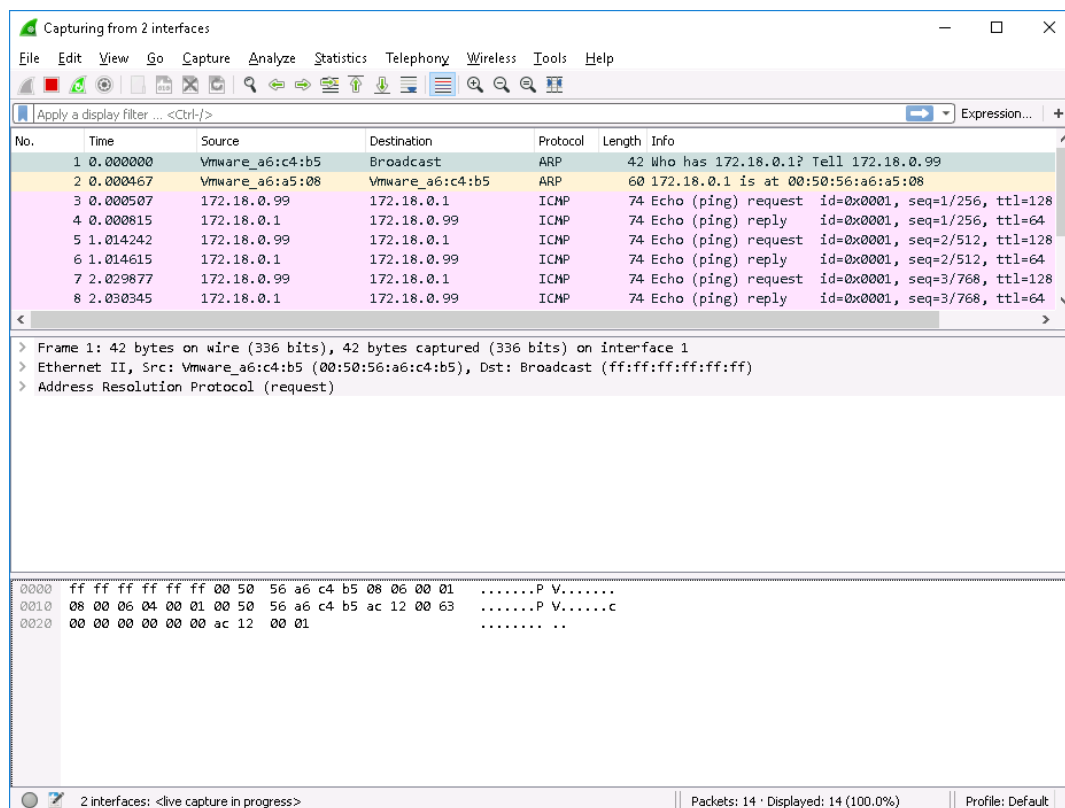 Capturing from 2 interfaces
File Edit View Go Capture Analyze Statistics Telephony Wireless Tools Help
Apply a display filter ... <Ctrl-/> Expression... +
No. Time Source Destination Protocol Length Info
1 0.000000 Vmware_a6:c4:b5 Broadcast ARP 42 Who has 172.18.0.1? Tell 172.18.0.99
2 0.000467 Vmware_a6:a5:08 Vmware_a6:c4:b5 ARP 60 172.18.0.1 is at 00:50:56:a6:a5:08
3 0.000507 172.18.0.99 172.18.0.1 ICMP 74 Echo (ping) request id=0x0001, seq=1/256, ttl=128
4 0.000815 172.18.0.1 172.18.0.99 ICMP 74 Echo (ping) reply id=0x0001, seq=1/256, ttl=64
5 1.014242 172.18.0.99 172.18.0.1 ICMP 74 Echo (ping) request id=0x0001, seq=2/512, ttl=128
6 1.014615 172.18.0.1 172.18.0.99 ICMP 74 Echo (ping) reply id=0x0001, seq=2/512, ttl=64
7 2.029877 172.18.0.99 172.18.0.1 ICMP 74 Echo (ping) request id=0x0001, seq=3/768, ttl=128
8 2.030345 172.18.0.1 172.18.0.99 ICMP 74 Echo (ping) reply id=0x0001, seq=3/768, ttl=64
Frame 1: 42 bytes on wire (336 bits), 42 bytes captured (336 bits) on interface 1
Ethernet II, Src: Vmware_a6:c4:b5 (00:50:56:a6:c4:b5), Dst: Broadcast (ff:ff:ff:ff:ff:ff)
Address Resolution Protocol (request)
0000 ff ff ff ff ff ff 00 50 56 a6 c4 b5 08 06 00 01 .......P V.......
0010 08 00 06 04 00 01 00 50 56 a6 c4 b5 ac 12 00 63 .......P V......c
0020 00 00 00 00 00 00 ac 12 00 01 ........ ..
2 interfaces: <live capture in progress> Packets: 14 · Displayed: 14 (100.0%) Profile: Default